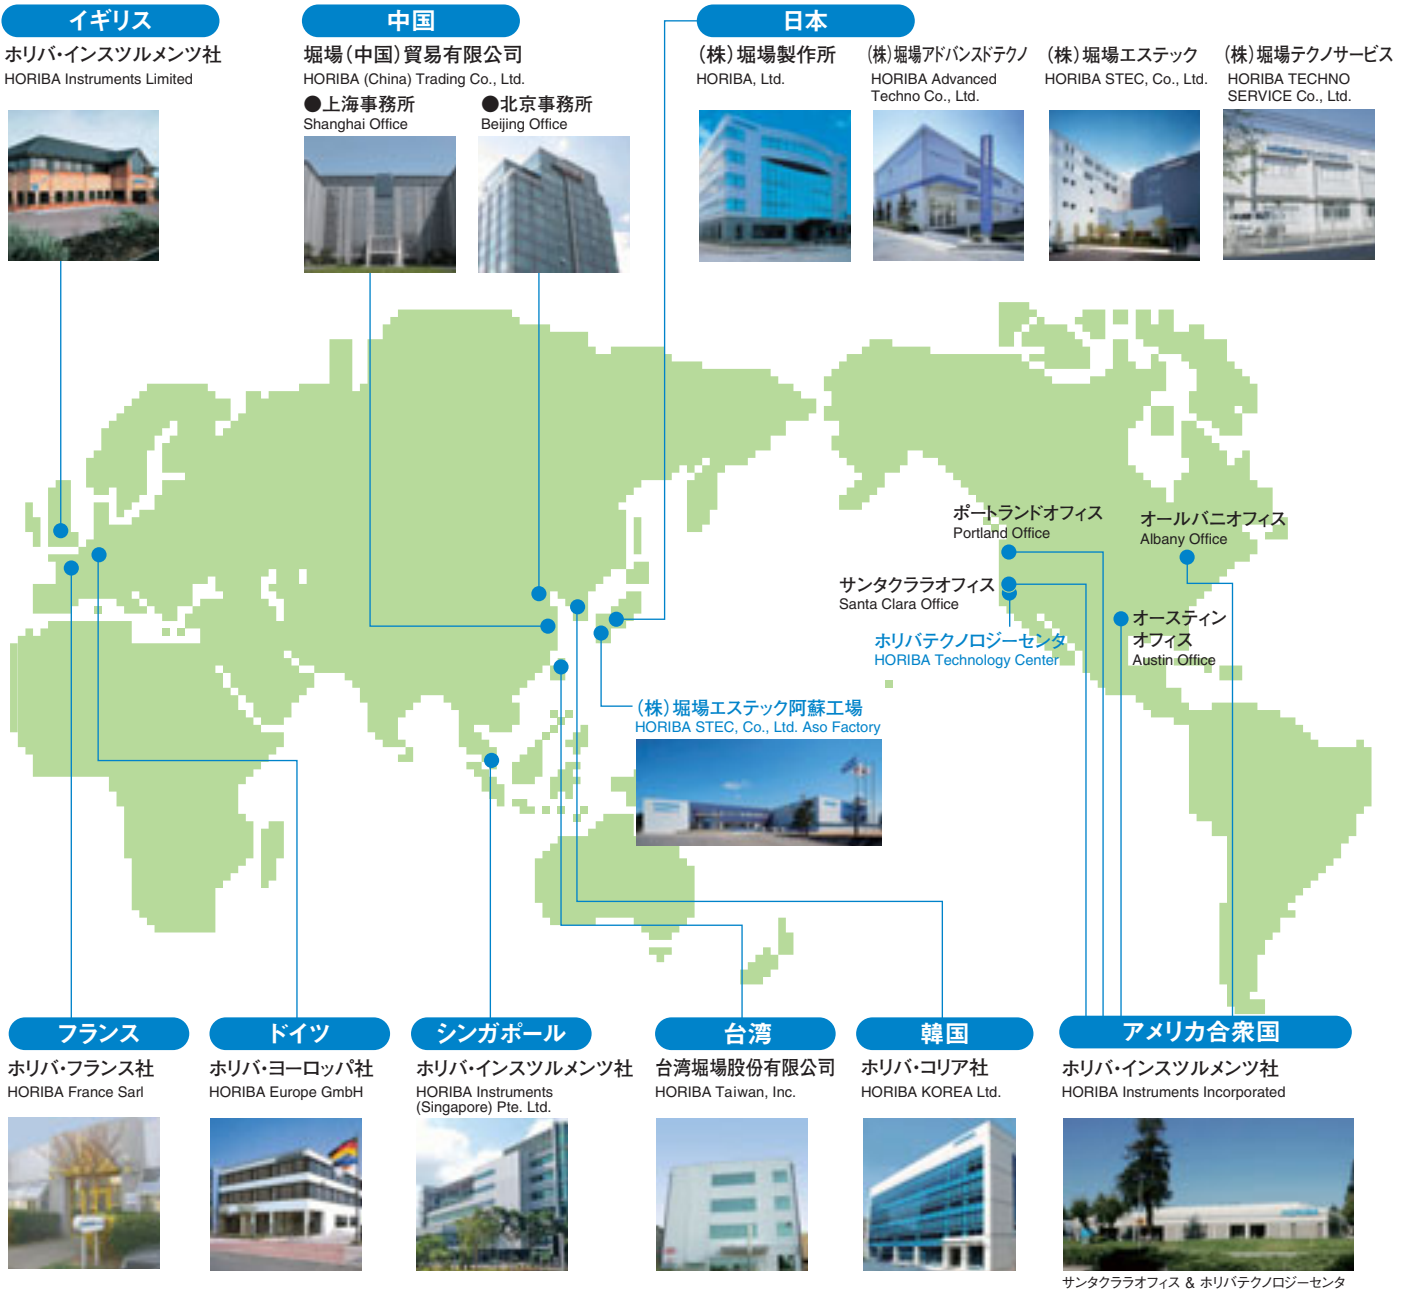 イギリス
ホリバ・インスツルメンツ社
HORIBA Instruments Limited
中国
堀場（中国）貿易有限公司
HORIBA (China) Trading Co., Ltd.
●上海事務所
Shanghai Office
●北京事務所
Beijing Office
日本
（株）堀場製作所
HORIBA, Ltd.
（株）堀場アドバンスドテクノ
HORIBA Advanced
Techno Co., Ltd.
（株）堀場エステック
HORIBA STEC, Co., Ltd.
（株）堀場テクノサービス
HORIBA TECHNO
SERVICE Co., Ltd.
ポートランドオフィス
Portland Office
オールバニオフィス
Albany Office
サンタクララオフィス
Santa Clara Office
ホリバテクノロジーセンタ
HORIBA Technology Center
オースティン
オフィス
Austin Office
（株）堀場エステック阿蘇工場
HORIBA STEC, Co., Ltd. Aso Factory
フランス
ホリバ・フランス社
HORIBA France Sarl
ドイツ
ホリバ・ヨーロッパ社
HORIBA Europe GmbH
シンガポール
ホリバ・インスツルメンツ社
HORIBA Instruments
(Singapore) Pte. Ltd.
台湾
台湾堀場股份有限公司
HORIBA Taiwan, Inc.
韓国
ホリバ・コリア社
HORIBA KOREA Ltd.
アメリカ合衆国
ホリバ・インスツルメンツ社
HORIBA Instruments Incorporated
サンタクララオフィス & ホリバテクノロジーセンタ